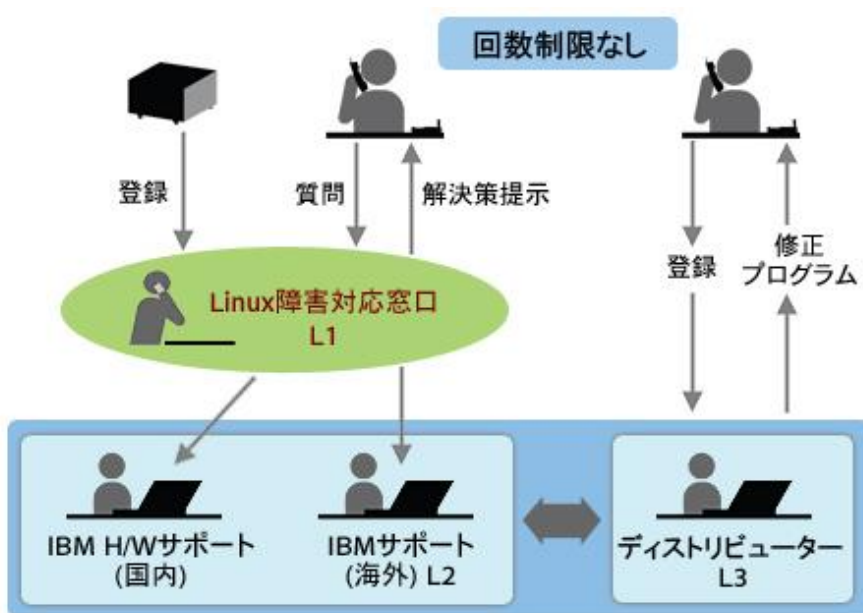 回数制限なし
登録
質問
解決策提示
登録
修正
プログラム
Linux障害対応窓口
L1
IBM H/Wサポート
(国内)
IBMサポート
(海外) L2
ディストリビューター
L3